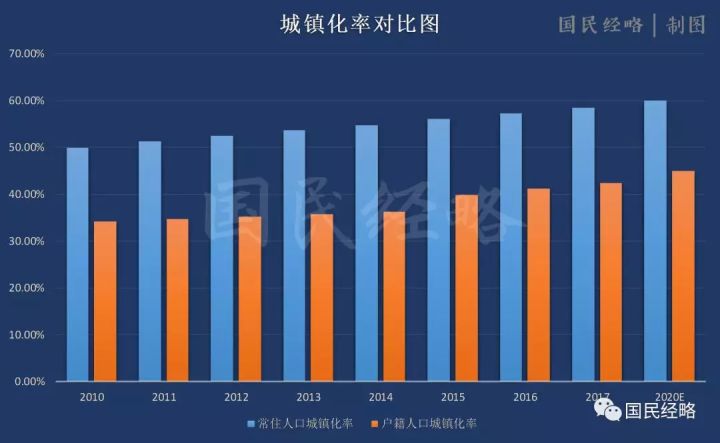 城镇化率对比图
国民经略 | 制图
70.00%
60.00%
50.00%
40.00%
30.00%
20.00%
10.00%
0.00%
国民经略
2010 2011 2012 2013 2014 2015 2016 2017 2020E
常住人口城镇化率 户籍人口城镇化率
国民经略